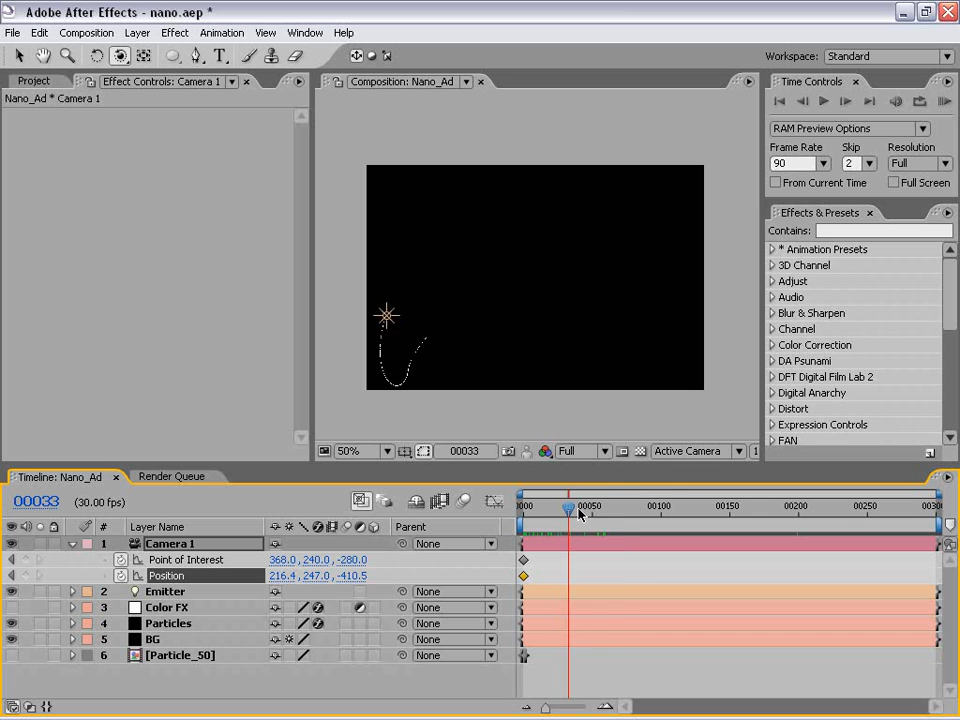 Adobe After Effects - nano.aep *
File Edit Composition Layer Effect Animation View Window Help
Workspace: Standard
Project
Effect Controls: Camera 1
Nano_Ad * Camera 1
Composition: Nano_Ad
50%
00033
Full
Active Camera
1
Time Controls
RAM Preview Options
Frame Rate Skip Resolution
90 2 Full
From Current Time Full Screen
Effects & Presets
Contains:
* Animation Presets
3D Channel
Adjust
Audio
Blur & Sharpen
Channel
Color Correction
DA Psunami
DFT Digital Film Lab 2
Digital Anarchy
Distort
Expression Controls
FAN
Timeline: Nano_Ad
Render Queue
00033 (30.00 fps)
0000 00050 00100 00150 00200 00250 0030
# Layer Name Parent
1 Camera 1 None
Point of Interest 368.0, 240.0, -280.0
Position 216.4, 247.0, -410.5
2 Emitter None
3 Color FX None
4 Particles None
5 BG None
6 [Particle_50] None